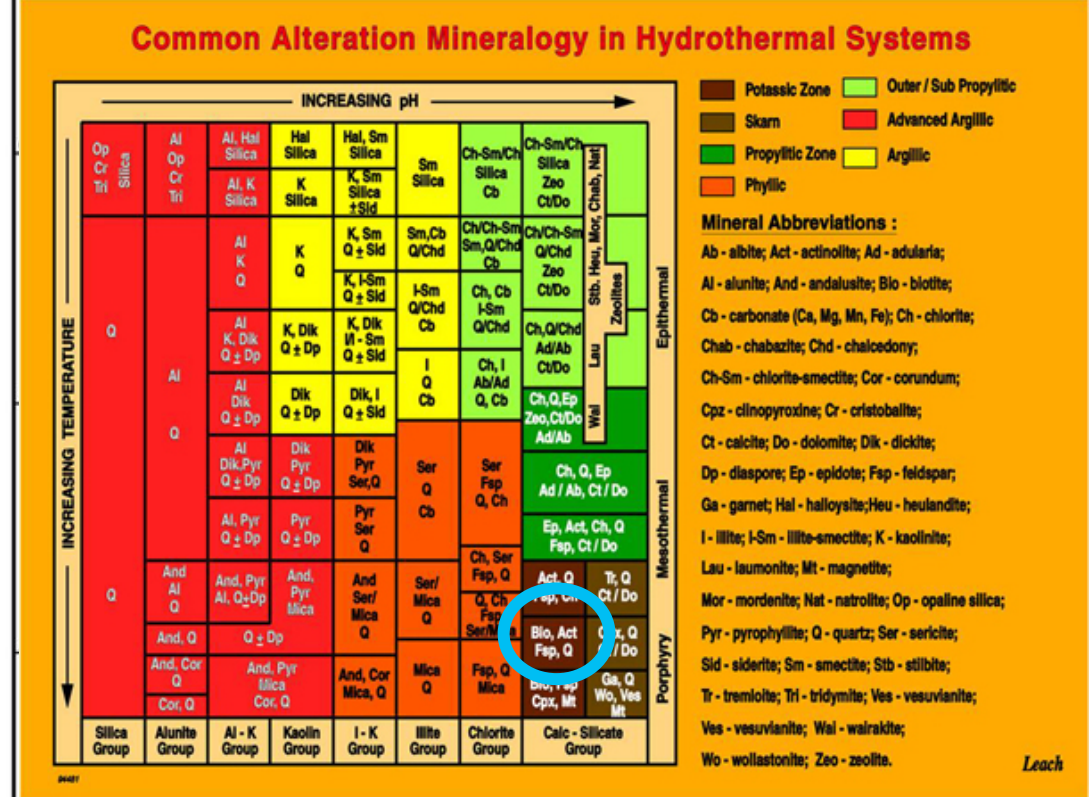 Common Alteration Mineralogy in Hydrothermal Systems
INCREASING pH
INCREASING TEMPERATURE
Op
Cr
Tri
Silica
Q
Q
Silica
Group
Al
Op
Cr
Tri
Al
Q
And
Al
Q
And, Q
And, Cor
Q
Cor, Q
Alunite
Group
Al, Hal
Silica
Al, K
Silica
Al
K
Q
Al
K, Dik
Q ± Dp
Al
Dik
Q ± Dp
Al
Dik,Pyr
Q ± Dp
Al, Pyr
Q ± Dp
And, Pyr
Al, Q±Dp
Q ± Dp
And, Pyr
Mica
Cor, Q
Al - K
Group
Hal
Silica
K
Silica
K
Q
K, Dik
Q ± Dp
Dik
Q ± Dp
Dik
Pyr
Q ± Dp
Pyr
Q ± Dp
And,
Pyr
Mica
Kaolin
Group
Hal, Sm
Silica
K, Sm
Silica
±Sid
K, Sm
Q ± Sid
K, I-Sm
Q ± Sid
K, Dik
I/I - Sm
Q ± Sid
Dik, I
Q ± Sid
Dik
Pyr
Ser,Q
Pyr
Ser
Q
And
Ser/
Mica
Q
And, Cor
Mica, Q
I - K
Group
Sm
Silica
Sm,Cb
Q/Chd
I-Sm
Q/Chd
Cb
I
Q
Cb
Ser
Q
Cb
Ser/
Mica
Q
Mica
Q
Illite
Group
Ch-Sm/Ch
Silica
Cb
Ch/Ch-Sm
Sm,Q/Chd
Cb
Ch, Cb
I-Sm
Q/Chd
Ch, I
Ab/Ad
Q, Cb
Ser
Fsp
Q, Ch
Ch, Ser
Fsp, Q
Q, Ch
Fsp
Ser/Mica
Fsp, Q
Mica
Chlorite
Group
Ch-Sm/Ch
Silica
Zeo
Ct/Do
Ch/Ch-Sm
Q/Chd
Zeo
Ct/Do
Ch,Q/Chd
Ad/Ab
Ct/Do
Ch,Q,Ep
Zeo,Ct/Do
Ad/Ab
Ch, Q, Ep
Ad / Ab, Ct / Do
Ep, Act, Ch, Q
Fsp, Ct / Do
Act, Q
Fsp, Ch
Bio, Act
Fsp, Q
Bio, Fsp
Cpx, Mt
Tr, Q
Ct / Do
Q
Do
Ga, Q
Wo, Ves
Mt
Calc - Silicate
Group
Stb. Heu, Mor, Chab, Nat
Zeolites
Lau
Wai
Epithermal
Mesothermal
Porphyry
Potassic Zone
Skarn
Propylitic Zone
Phyllic
Outer / Sub Propylitic
Advanced Argillic
Argillic
Mineral Abbreviations :
Ab - albite; Act - actinolite; Ad - adularia;
Al - alunite; And - andalusite; Bio - biotite;
Cb - carbonate (Ca, Mg, Mn, Fe); Ch - chlorite;
Chab - chabazite; Chd - chalcedony;
Ch-Sm - chlorite-smectite; Cor - corundum;
Cpz - clinopyroxine; Cr - cristobalite;
Ct - calcite; Do - dolomite; Dik - dickite;
Dp - diaspore; Ep - epidote; Fsp - feldspar;
Ga - garnet; Hal - halloysite;Heu - heulandite;
I - illite; I-Sm - illite-smectite; K - kaolinite;
Lau - laumonite; Mt - magnetite;
Mor - mordenite; Nat - natrolite; Op - opaline silica;
Pyr - pyrophyllite; Q - quartz; Ser - sericite;
Sid - siderite; Sm - smectite; Stb - stilbite;
Tr - tremloite; Tri - tridymite; Ves - vesuvianite;
Ves - vesuvianite; Wai - wairakite;
Wo - wollastonite; Zeo - zeolite.
Leach